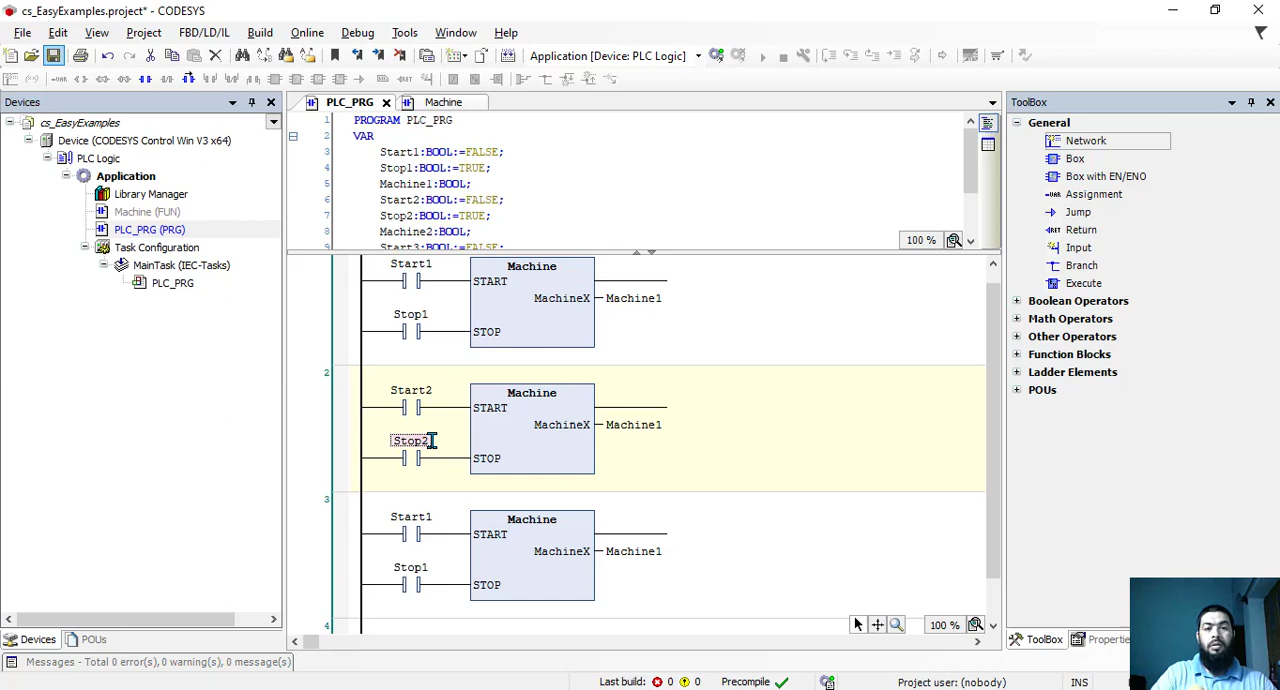 cs_EasyExamples.project* - CODESYS
File Edit View Project FBD/LD/IL Build Online Debug Tools Window Help
Application [Device: PLC Logic]
Devices
cs_EasyExamples
Device (CODESYS Control Win V3 x64)
PLC Logic
Application
Library Manager
Machine (FUN)
PLC_PRG (PRG)
Task Configuration
MainTask (IEC-Tasks)
PLC_PRG
Devices POUs
PLC_PRG Machine
1 PROGRAM PLC_PRG
2 VAR
3 Start1:BOOL:=FALSE;
4 Stop1:BOOL:=TRUE;
5 Machine1:BOOL;
6 Start2:BOOL:=FALSE;
7 Stop2:BOOL:=TRUE;
8 Machine2:BOOL;
9 Start3:BOOL:=FALSE;
100 %
Start1 Machine
START
MachineX Machine1
Stop1
STOP
2
Start2 Machine
START
MachineX Machine1
Stop2
STOP
3
Start1 Machine
START
MachineX Machine1
Stop1
STOP
4
100 %
ToolBox
General
Network
Box
Box with EN/ENO
Assignment
Jump
Return
Input
Branch
Execute
Boolean Operators
Math Operators
Other Operators
Function Blocks
Ladder Elements
POUs
ToolBox Properties
Messages - Total 0 error(s), 0 warning(s), 0 message(s)
Last build: 0 0 Precompile Project user: (nobody) INS